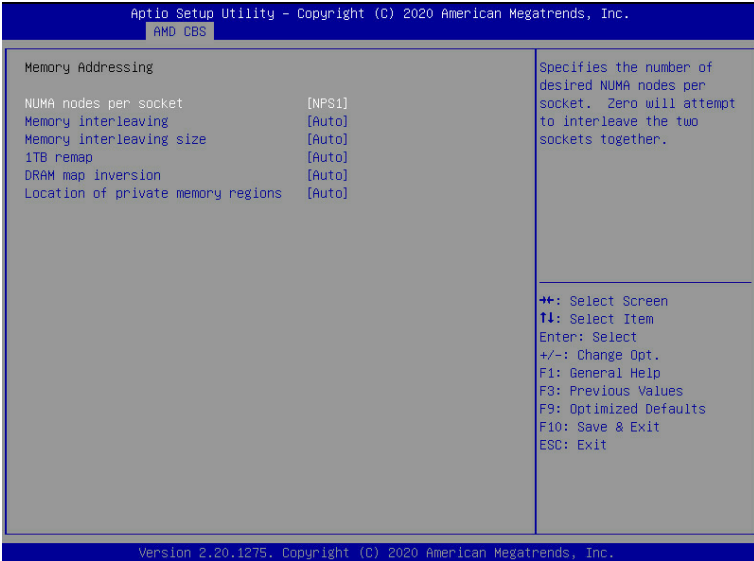 Aptio Setup Utility – Copyright (C) 2020 American Megatrends, Inc.
AMD CBS
Memory Addressing
NUMA nodes per socket [NPS1]
Memory interleaving [Auto]
Memory interleaving size [Auto]
1TB remap [Auto]
DRAM map inversion [Auto]
Location of private memory regions [Auto]
Specifies the number of
desired NUMA nodes per
socket. Zero will attempt
to interleave the two
sockets together.
→←: Select Screen
↑↓: Select Item
Enter: Select
+/-: Change Opt.
F1: General Help
F3: Previous Values
F9: Optimized Defaults
F10: Save & Exit
ESC: Exit
Version 2.20.1275. Copyright (C) 2020 American Megatrends, Inc.